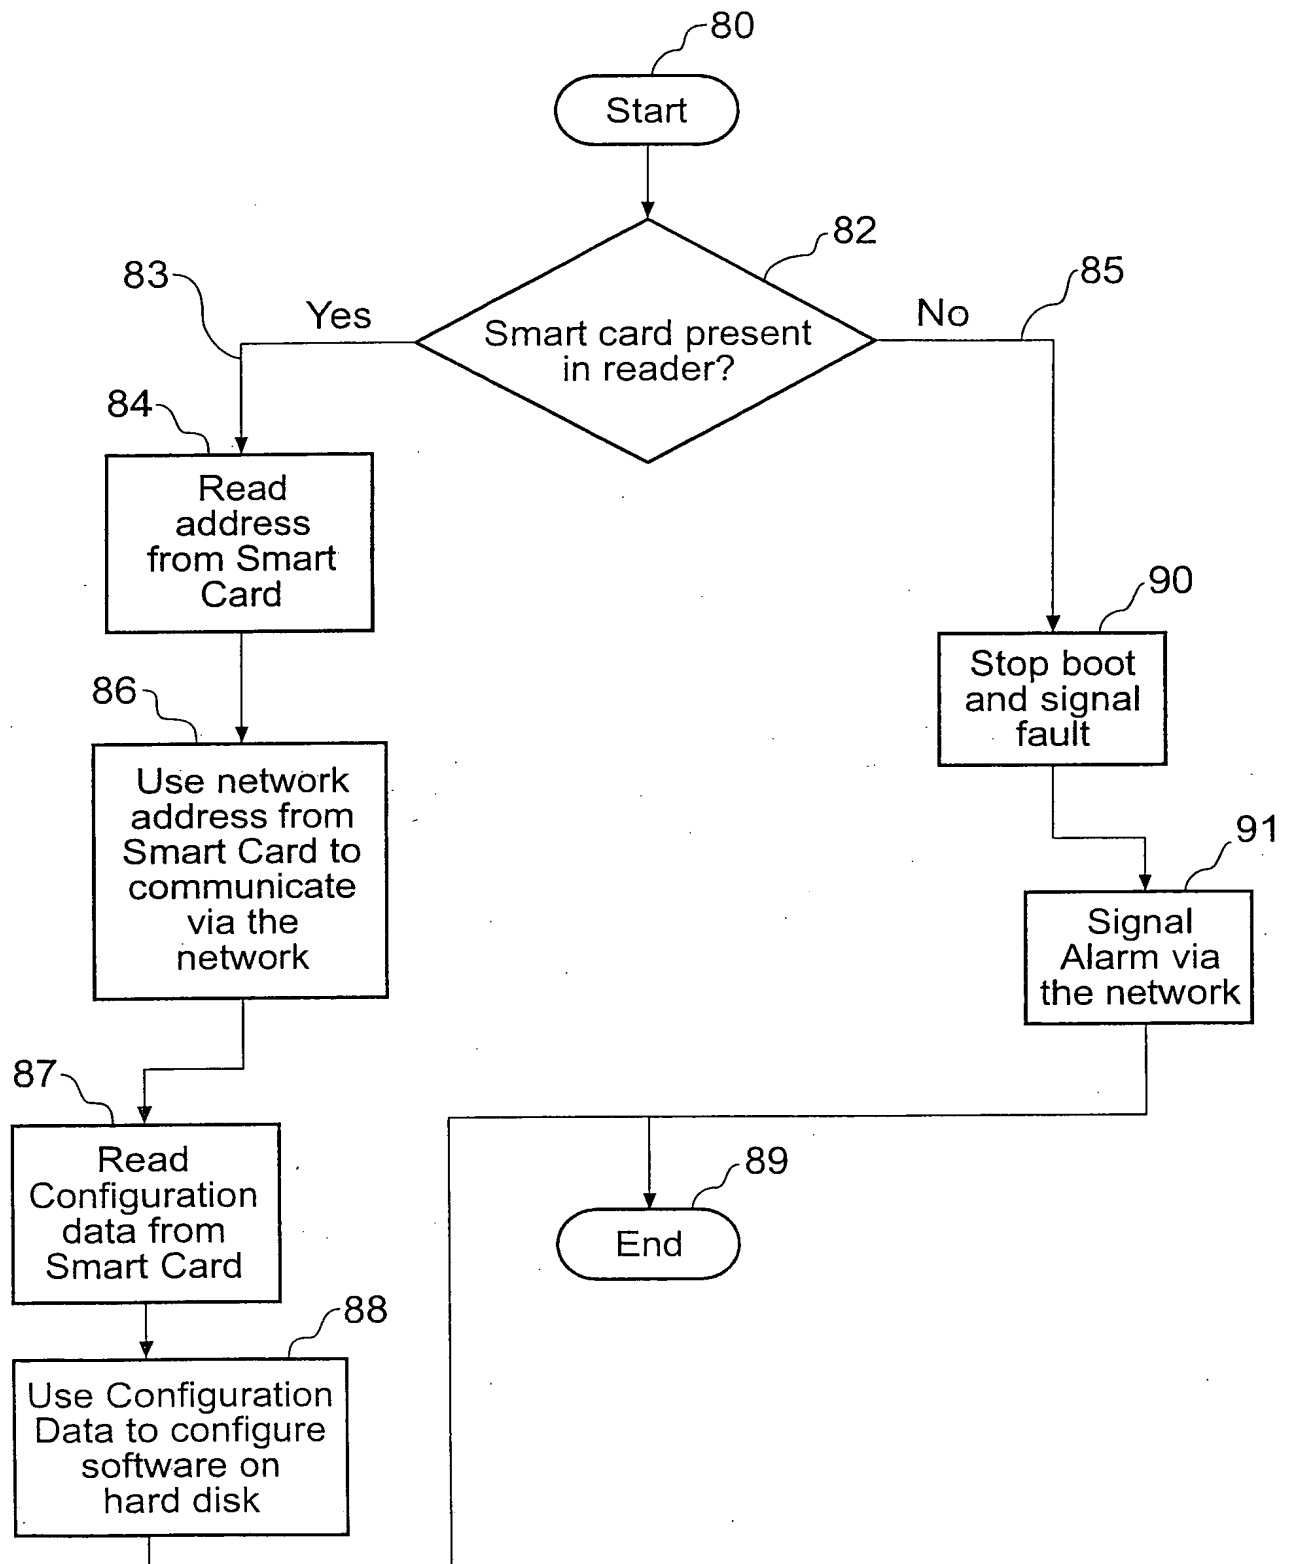 80
Start
82
83
Yes
No
85
Smart card present
in reader?
84
Read
address
from Smart
Card
90
Stop boot
and signal
fault
86
Use network
address from
Smart Card to
communicate
via the
network
91
Signal
Alarm via
the network
87
Read
Configuration
data from
Smart Card
89
End
88
Use Configuration
Data to configure
software on
hard disk